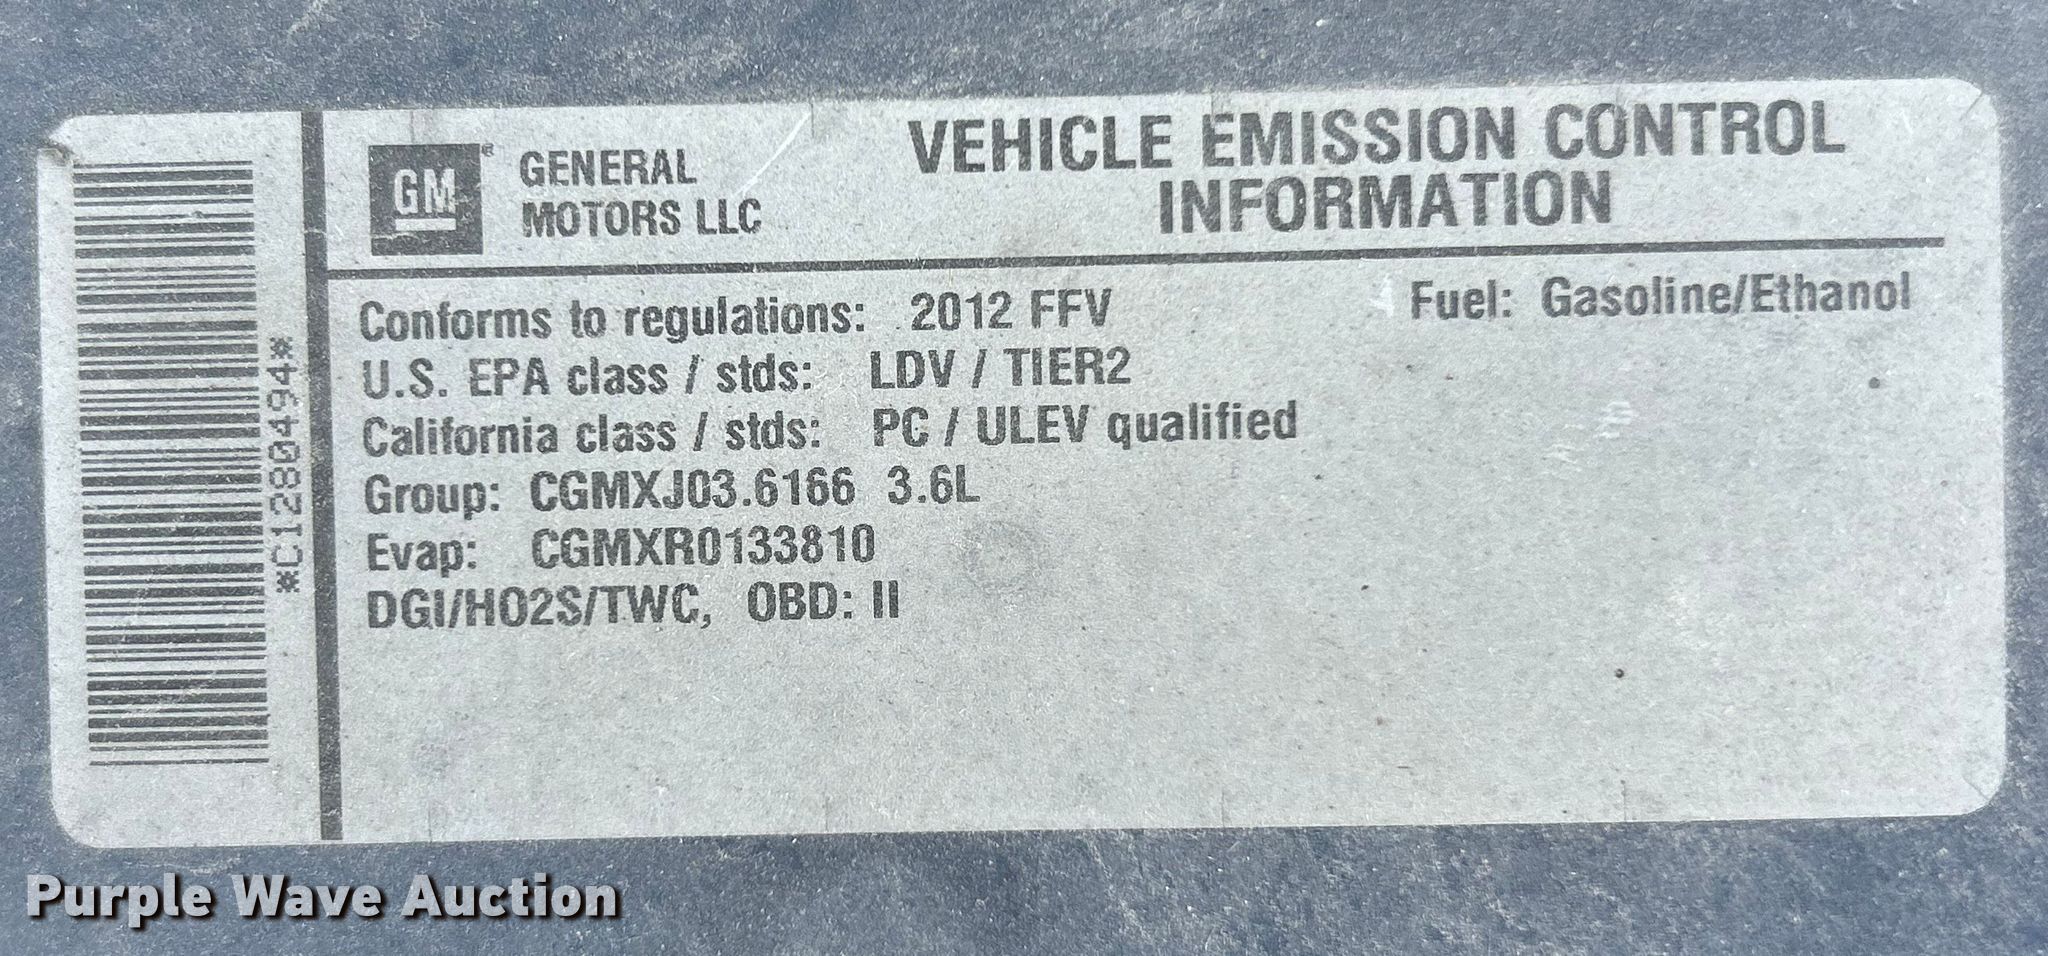 *C1280494*
GM®
GENERAL
MOTORS LLC
VEHICLE EMISSION CONTROL
INFORMATION
Conforms to regulations: 2012 FFV Fuel: Gasoline/Ethanol
U.S. EPA class / stds: LDV / TIER2
California class / stds: PC / ULEV qualified
Group: CGMXJ03.6166 3.6L
Evap: CGMXR0133810
DGI/HO2S/TWC, OBD: II
Purple Wave Auction